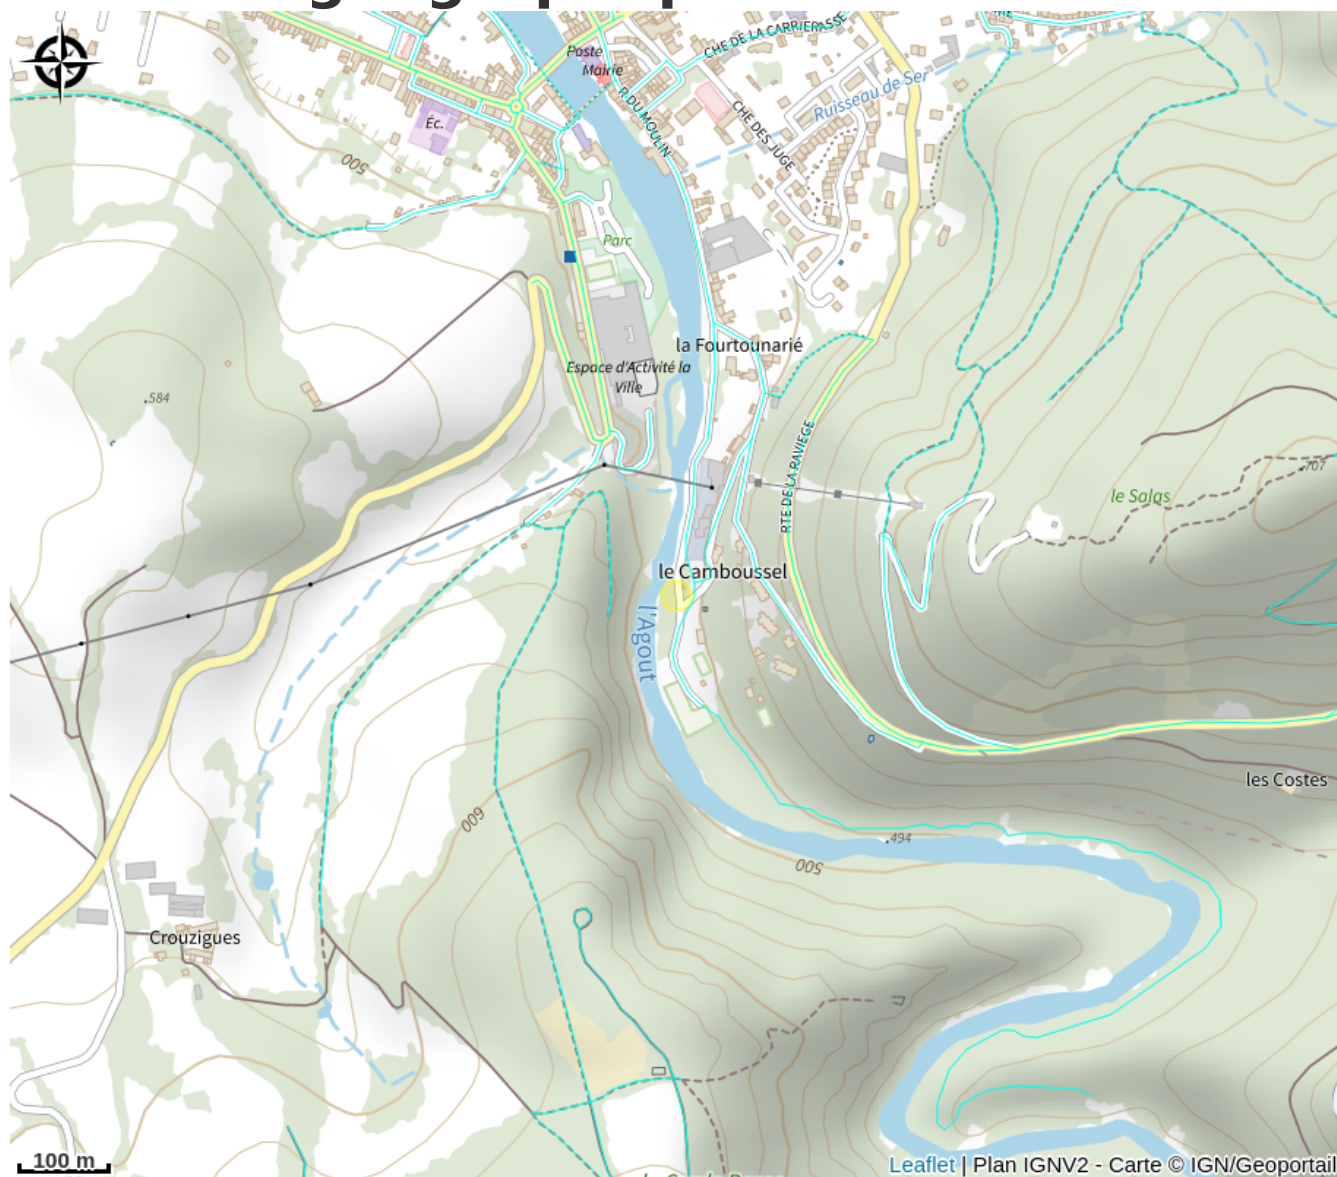 CHE DE LA CARRIERASSE
Poste
Mairie
Ruisseau de Ser
R DU MOULIN
CHE DES JUGE
Éc.
500
Parc
la Fourtounarié
Espace d'Activité la
Ville
.584
RTE DE LA RAVIEGE
.707
le Salas
le Camboussel
l'Agout
les Costes
600
.494
500
Crouzigues
100 m
Leaflet | Plan IGNV2 - Carte © IGN/Geoportail